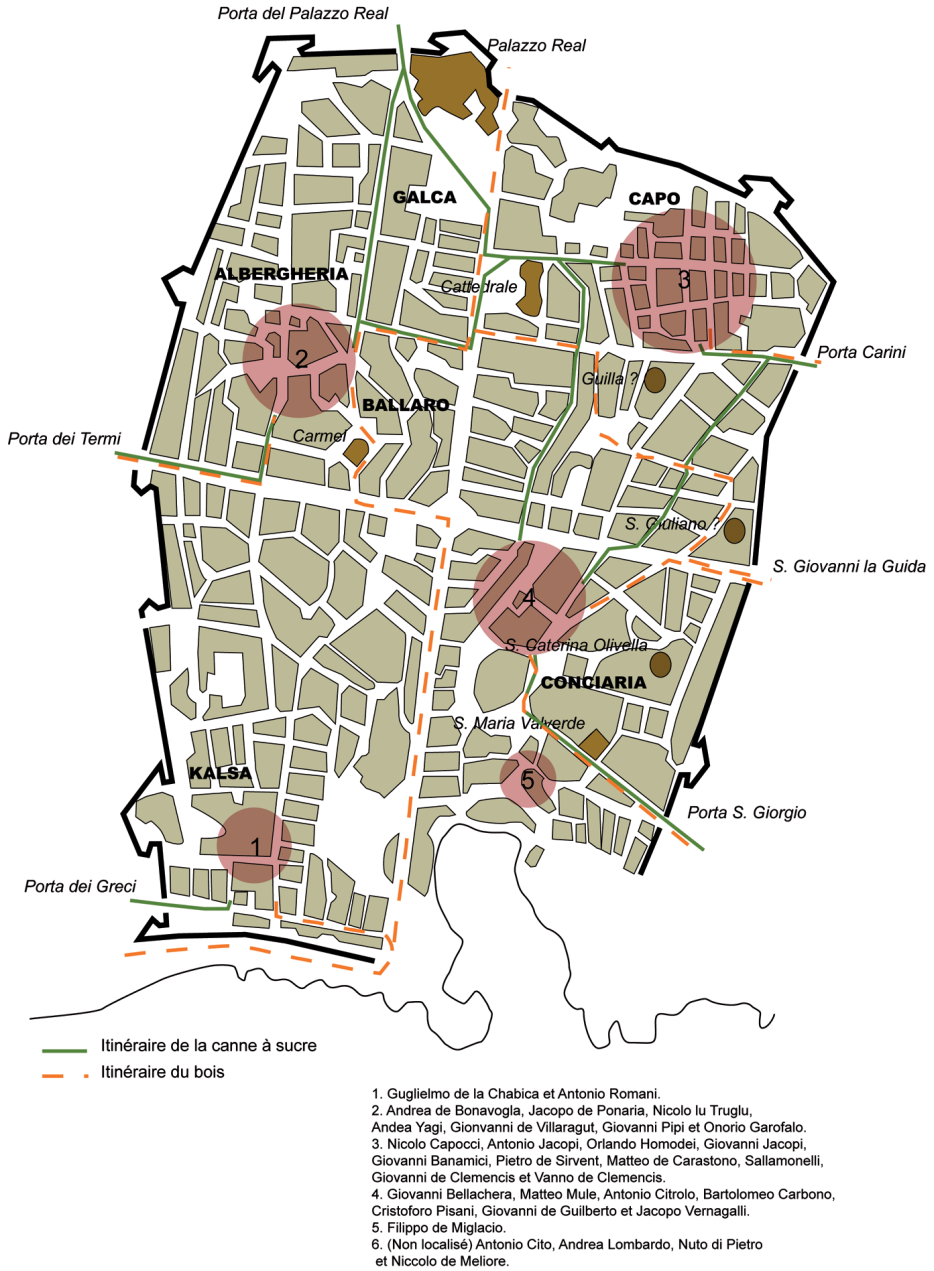 Porta del Palazzo Real
Palazzo Real
GALCA
CAPO
ALBERGHERIA
3
Cattedrale
2
Porta Carini
Guilla ?
BALLARO
Carmel
Porta dei Termi
S. Giuliano ?
S. Giovanni la Guida
4
S. Caterina Olivella
CONCIARIA
S. Maria Valverde
KALSA
5
Porta S. Giorgio
1
Porta dei Greci
Itinéraire de la canne à sucre
Itinéraire du bois
1. Guglielmo de la Chabica et Antonio Romani.
2. Andrea de Bonavogla, Jacopo de Ponaria, Nicolo lu Truglu,
Andea Yagi, Gionvanni de Villaragut, Giovanni Pipi et Onorio Garofalo.
3. Nicolo Capocci, Antonio Jacopi, Orlando Homodei, Giovanni Jacopi,
Giovanni Banamici, Pietro de Sirvent, Matteo de Carastono, Sallamonelli,
Giovanni de Clemencis et Vanno de Clemencis.
4. Giovanni Bellachera, Matteo Mule, Antonio Citrolo, Bartolomeo Carbono,
Cristoforo Pisani, Giovanni de Guilberto et Jacopo Vernagalli.
5. Filippo de Miglacio.
6. (Non localisé) Antonio Cito, Andrea Lombardo, Nuto di Pietro
et Niccolo de Meliore.